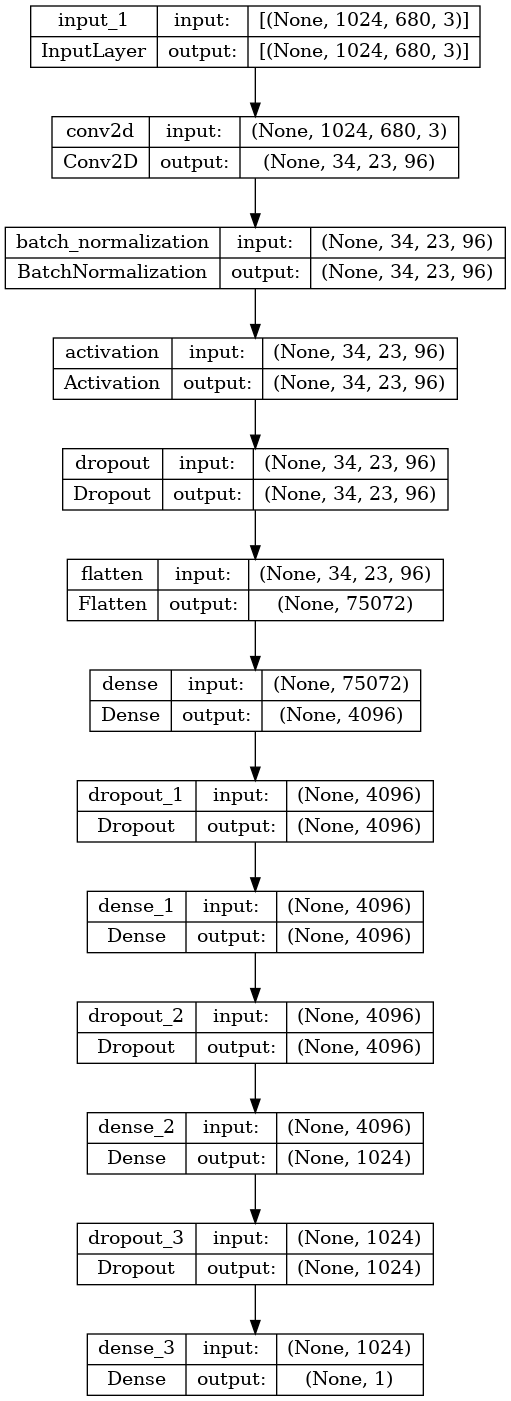 input_1 input: [(None, 1024, 680, 3)]
InputLayer output: [(None, 1024, 680, 3)]
conv2d input: (None, 1024, 680, 3)
Conv2D output: (None, 34, 23, 96)
batch_normalization input: (None, 34, 23, 96)
BatchNormalization output: (None, 34, 23, 96)
activation input: (None, 34, 23, 96)
Activation output: (None, 34, 23, 96)
dropout input: (None, 34, 23, 96)
Dropout output: (None, 34, 23, 96)
flatten input: (None, 34, 23, 96)
Flatten output: (None, 75072)
dense input: (None, 75072)
Dense output: (None, 4096)
dropout_1 input: (None, 4096)
Dropout output: (None, 4096)
dense_1 input: (None, 4096)
Dense output: (None, 4096)
dropout_2 input: (None, 4096)
Dropout output: (None, 4096)
dense_2 input: (None, 4096)
Dense output: (None, 1024)
dropout_3 input: (None, 1024)
Dropout output: (None, 1024)
dense_3 input: (None, 1024)
Dense output: (None, 1)